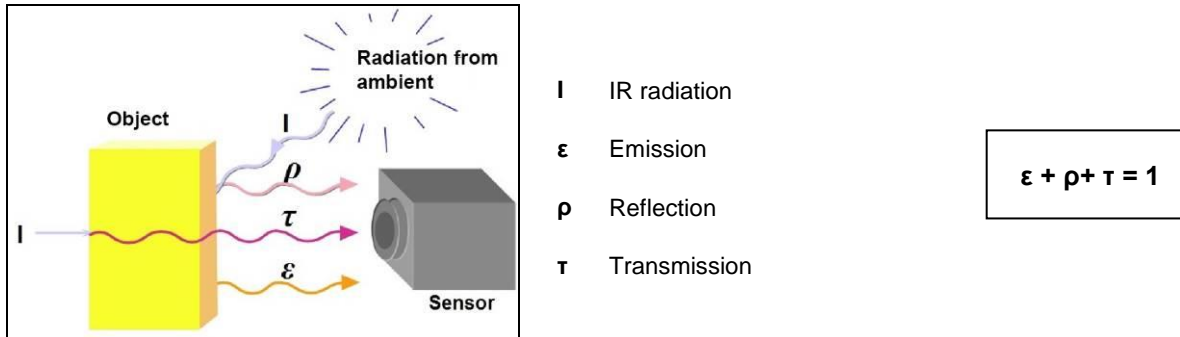 Radiation from
ambient
Object
I
ρ
τ
I
ε
Sensor
I IR radiation
ε Emission
ρ Reflection
τ Transmission
ε + ρ+ τ = 1